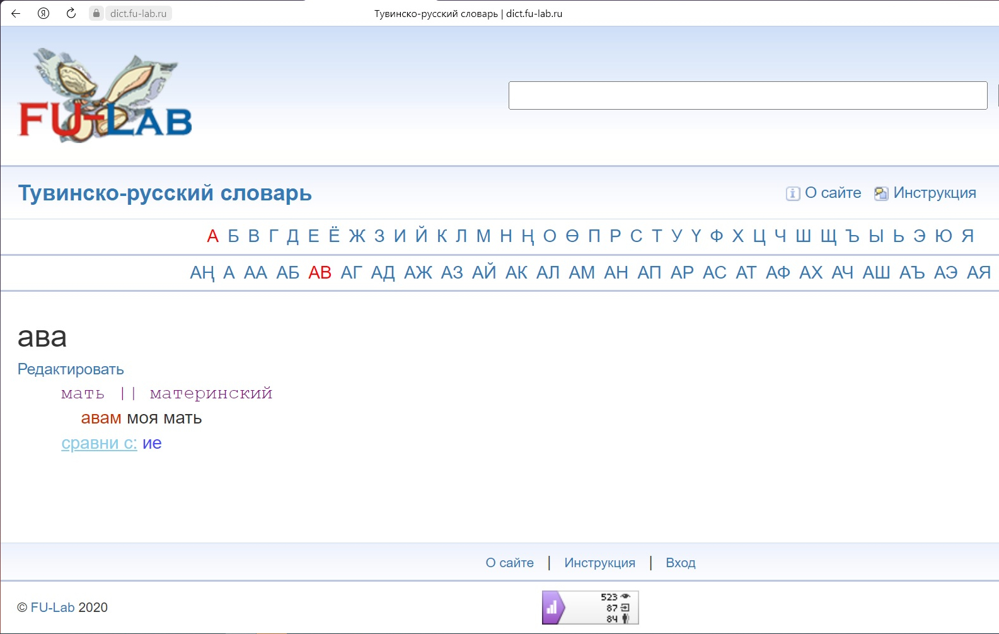 dict.fu-lab.ru
Тувинско-русский словарь | dict.fu-lab.ru
FU-LAB
Тувинско-русский словарь
О сайте Инструкция
А Б В Г Д Е Ё Ж З И Й К Л М Н Ң О Ө П Р С Т У Ү Ф Х Ц Ч Ш Щ Ъ Ы Ь Э Ю Я
АҢ А АА АБ АВ АГ АД АЖ АЗ АЙ АК АЛ АМ АН АП АР АС АТ АФ АХ АЧ АШ АЪ АЭ АЯ
ава
Редактировать
мать || материнский
авам моя мать
сравни с: ие
О сайте | Инструкция | Вход
© FU-Lab 2020
523
87
84